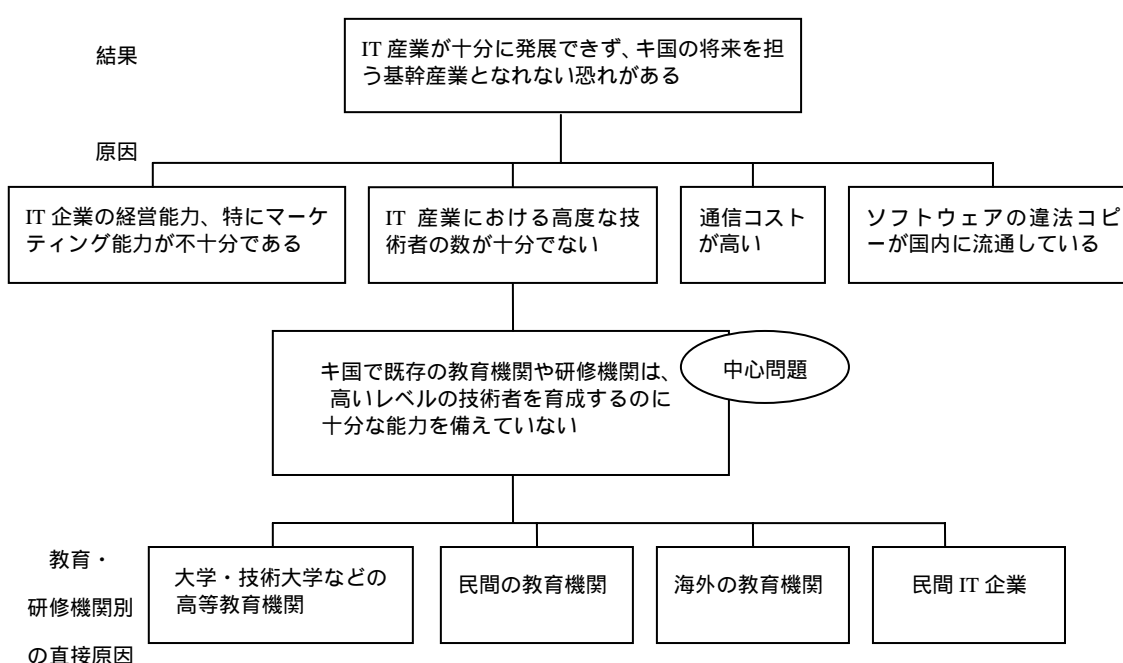 結果
IT 産業が十分に発展できず、キ国の将来を担
う基幹産業となれない恐れがある
原因
IT 企業の経営能力、特にマーケ
ティング能力が不十分である
IT 産業における高度な技
術者の数が十分でない
通信コスト
が高い
ソフトウェアの違法コピ
ーが国内に流通している
キ国で既存の教育機関や研修機関は、
高いレベルの技術者を育成するのに
十分な能力を備えていない
中心問題
教育・
研修機関別
の直接原因
大学・技術大学などの
高等教育機関
民間の教育機関
海外の教育機関
民間 IT 企業